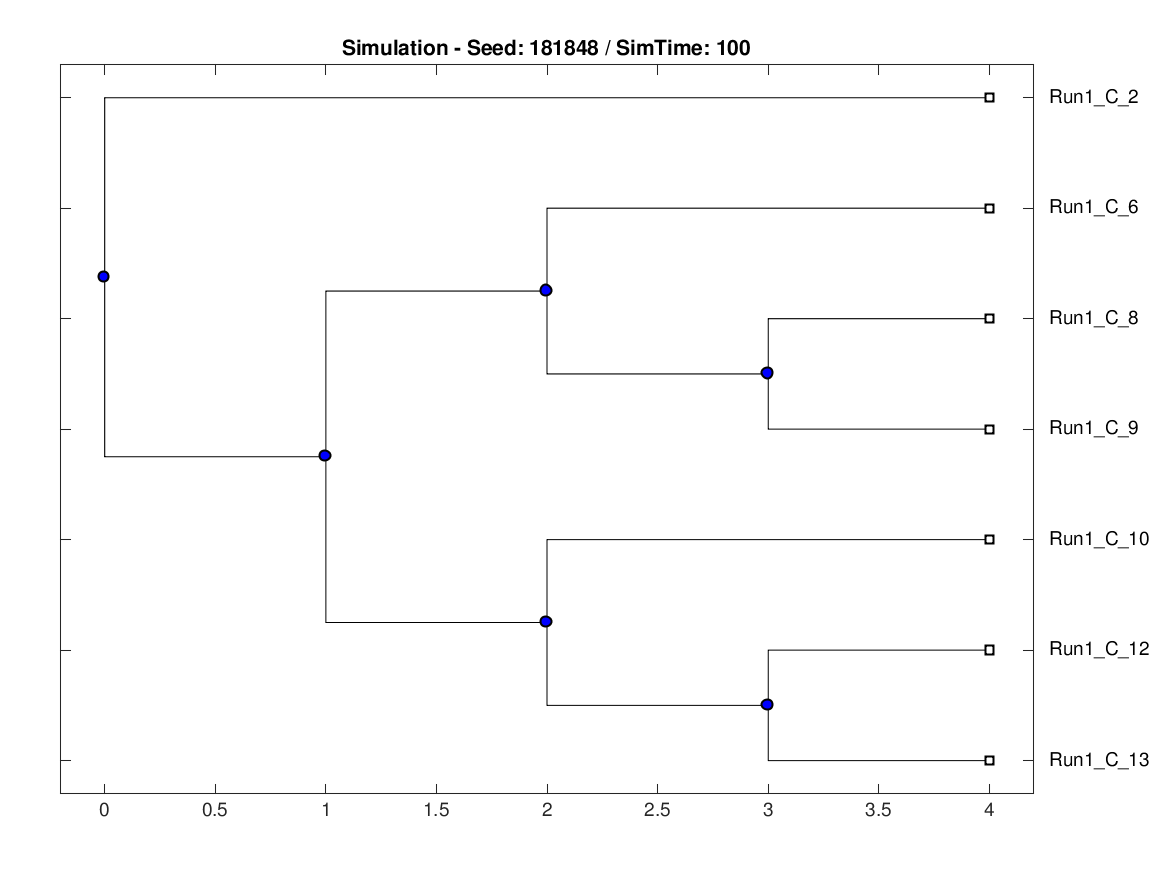 Simulation - Seed: 181848 / SimTime: 100
Run1_C_2
Run1_C_6
Run1_C_8
Run1_C_9
Run1_C_10
Run1_C_12
Run1_C_13
0 0.5 1 1.5 2 2.5 3 3.5 4